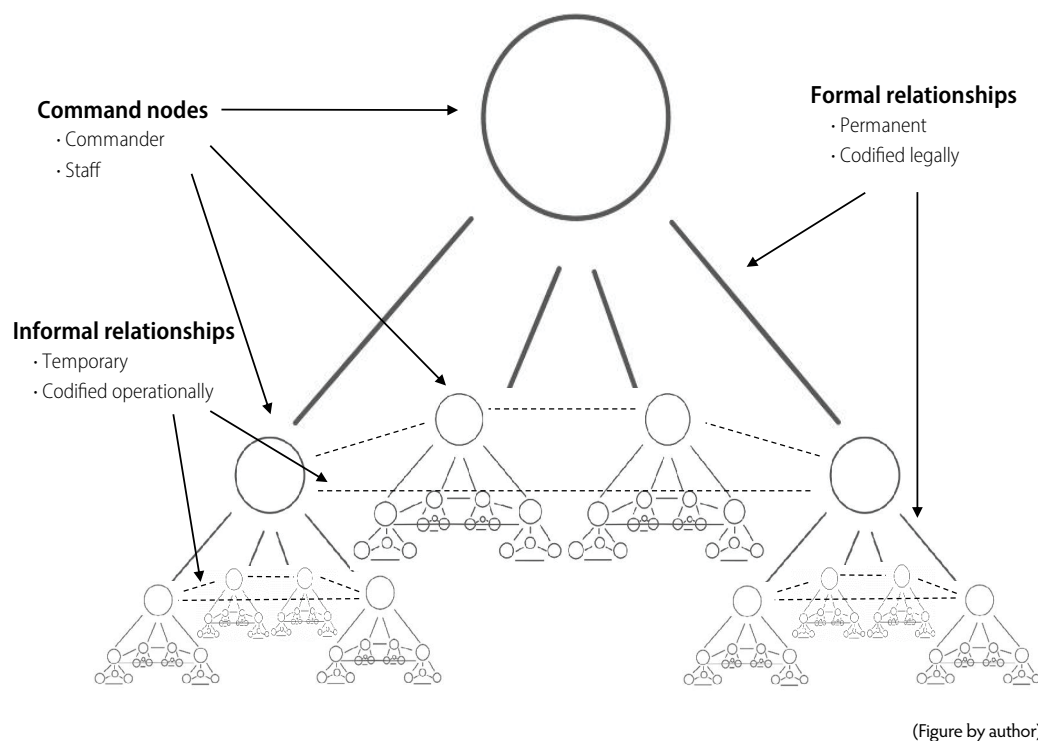 Command nodes
· Commander
· Staff
Formal relationships
· Permanent
· Codified legally
Informal relationships
· Temporary
· Codified operationally
(Figure by author)